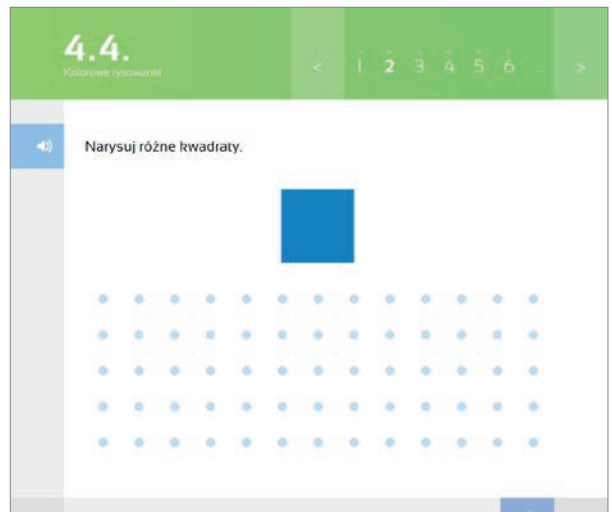 4.4.
Kolorowe rysowanie
< 1 2 3 4 5 6 ... >
Narysuj różne kwadraty.